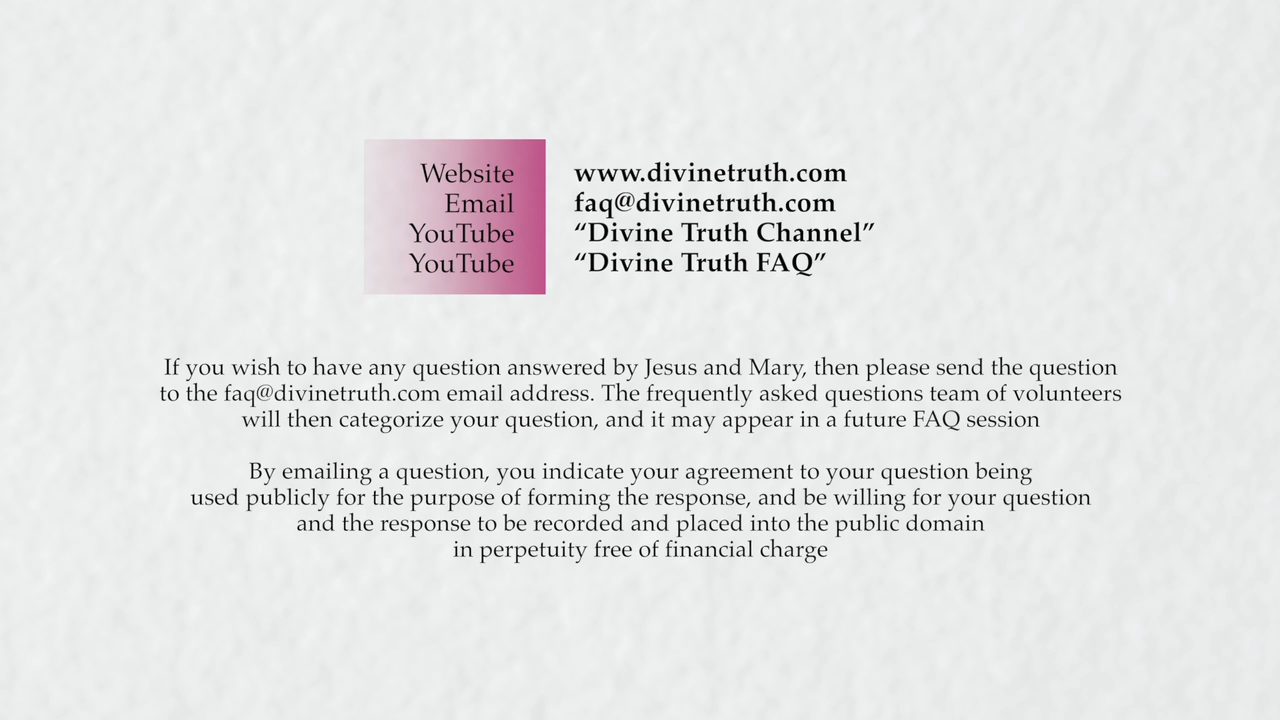 Website www.divinetruth.com
Email faq@divinetruth.com
YouTube “Divine Truth Channel”
YouTube “Divine Truth FAQ”
If you wish to have any question answered by Jesus and Mary, then please send the question
to the faq@divinetruth.com email address. The frequently asked questions team of volunteers
will then categorize your question, and it may appear in a future FAQ session
By emailing a question, you indicate your agreement to your question being
used publicly for the purpose of forming the response, and be willing for your question
and the response to be recorded and placed into the public domain
in perpetuity free of financial charge